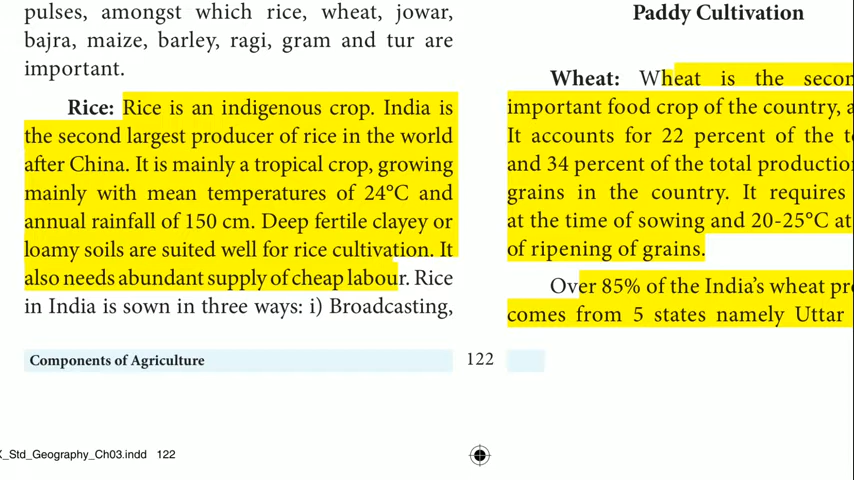 pulses, amongst which rice, wheat, jowar,
bajra, maize, barley, ragi, gram and tur are
important.
Rice: Rice is an indigenous crop. India is
the second largest producer of rice in the world
after China. It is mainly a tropical crop, growing
mainly with mean temperatures of 24°C and
annual rainfall of 150 cm. Deep fertile clayey or
loamy soils are suited well for rice cultivation. It
also needs abundant supply of cheap labour. Rice
in India is sown in three ways: i) Broadcasting,
Paddy Cultivation
Wheat: Wheat is the
important food crop of the country,
It accounts for 22 percent of the
and 34 percent of the total
grains in the country. It requires
at the time of sowing and 20-25°C at
of ripening of grains.
Over 85% of the India's wheat
comes from 5 states namely Uttar
Components of Agriculture
122
X_Std_Geography_Ch03.indd 122